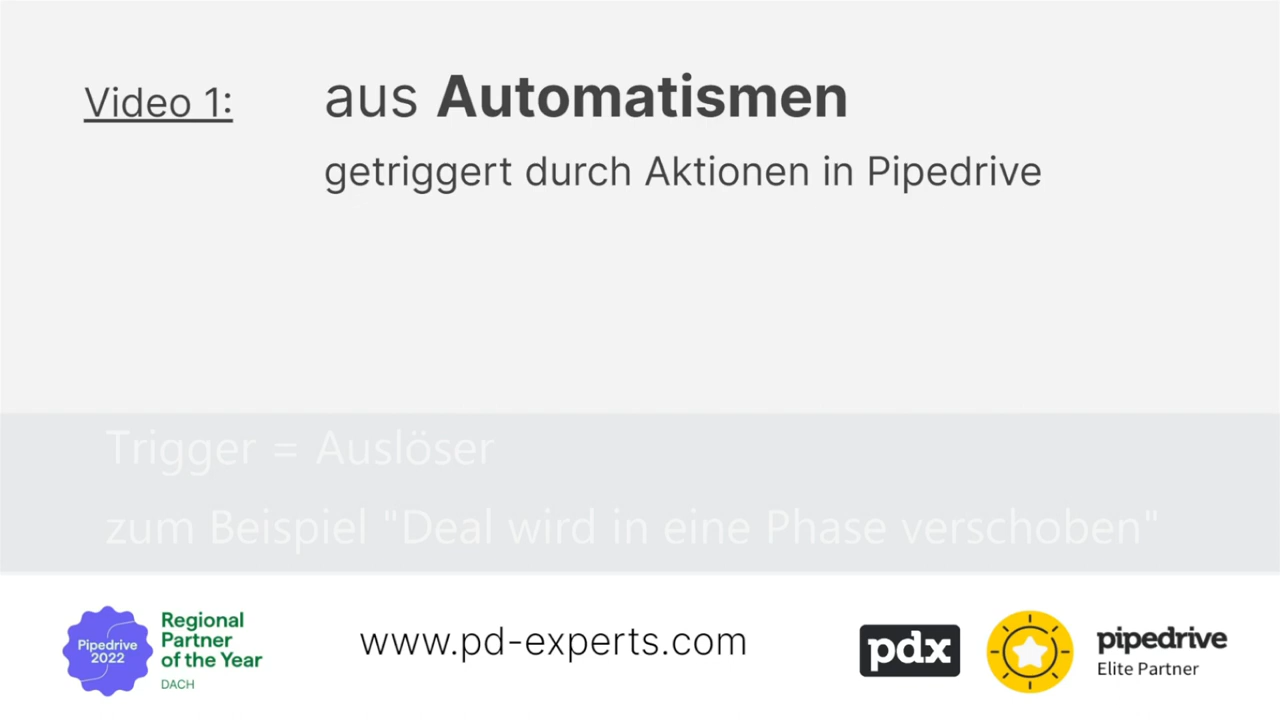 Video 1:
aus Automatismen
getriggert durch Aktionen in Pipedrive
Trigger = Auslöser
zum Beispiel "Deal wird in eine Phase verschoben"
Pipedrive
2022
Regional
Partner
of the Year
DACH
www.pd-experts.com
pdx
pipedrive
Elite Partner